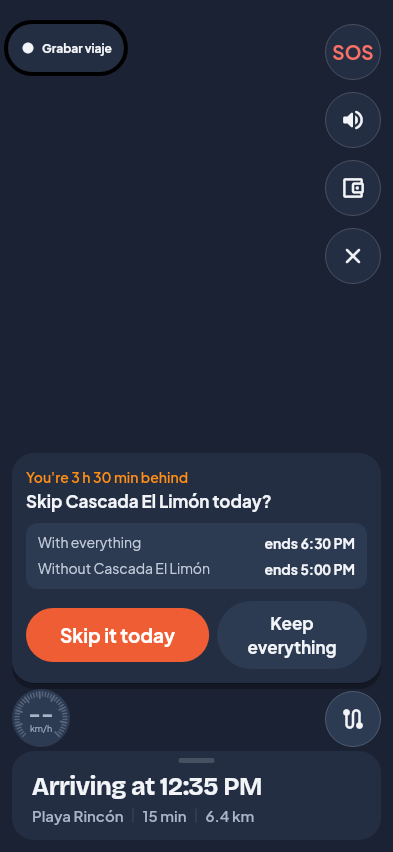 Grabar viaje
SOS
You're 3 h 30 min behind
Skip Cascada El Limón today?
With everything ends 6:30 PM
Without Cascada El Limón ends 5:00 PM
Skip it today
Keep
everything
--
km/h
Arriving at 12:35 PM
Playa Rincón 15 min 6.4 km